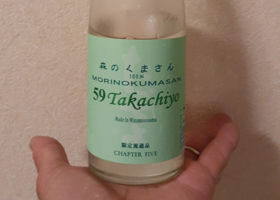 森のくまさん
100%
MORINOKUMASAN
59 Takachiyo
Made In Minamiuonuma
限定流通品
CHAPTER FIVE